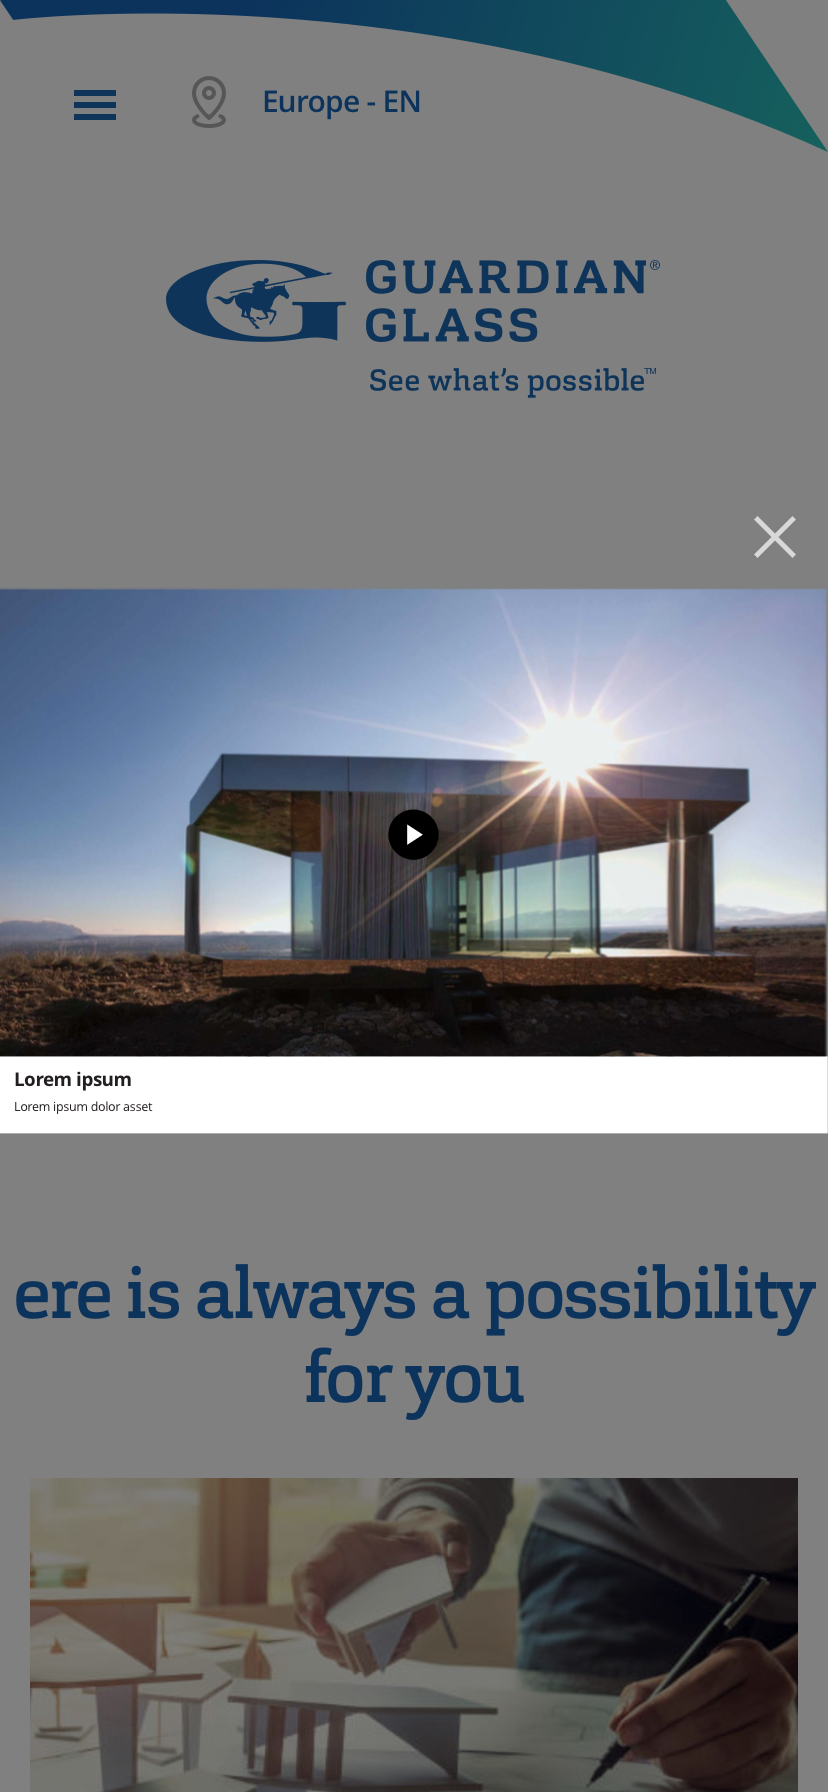 Europe - EN
GUARDIAN®
GLASS
See what's possible™
Lorem ipsum
Lorem ipsum dolor asset
ere is always a possibility
for you